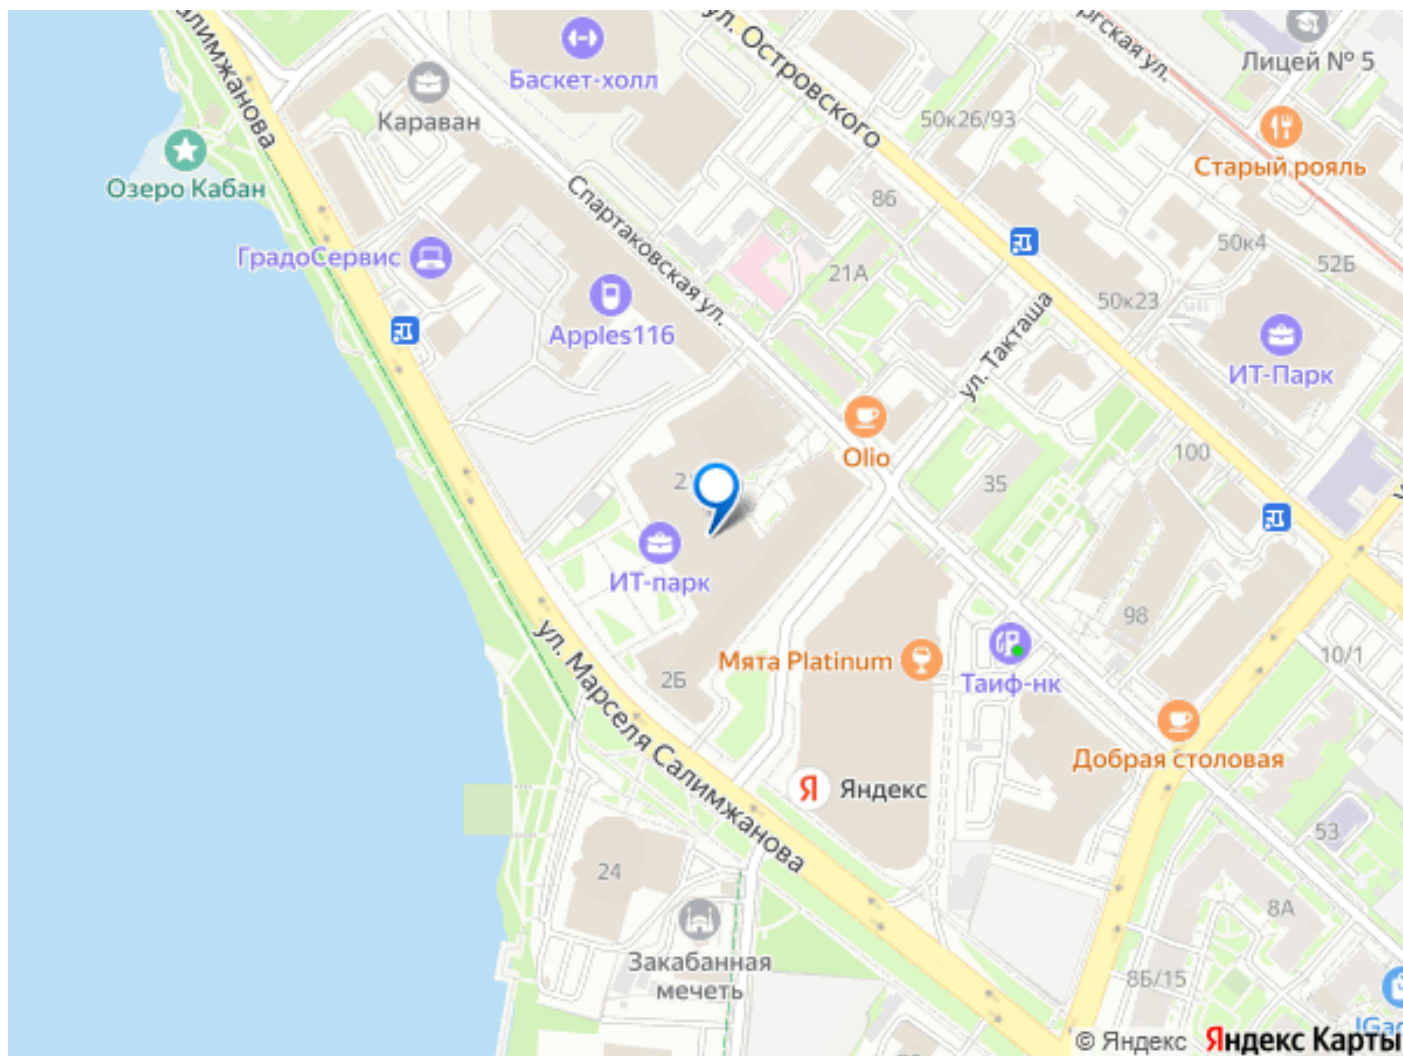 ул. Островского
Лицей № 5
Баскет-холл
Караван
50к26/93
Старый рояль
Салимжанова
Озеро Кабан
Спартаковская ул.
86
50к4
52Б
ГрадоСервис
21А
50к23
Apples116
ул. Такташа
ИТ-Парк
Olio
100
2
35
ИТ-парк
98
ул. Марселя Салимжанова
2Б
Мята Platinum
Таиф-нк
10/1
Добрая столовая
Я Яндекс
53
24
8А
Закабанная
мечеть
8Б/15
© Яндекс Яндекс Карты